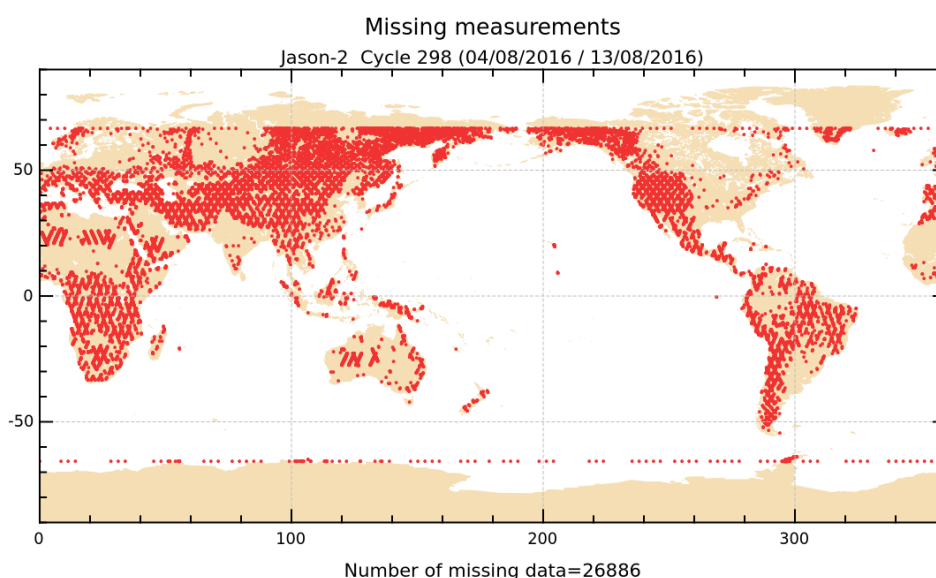 Missing measurements
Jason-2 Cycle 298 (04/08/2016 / 13/08/2016)
50
0
-50
0 100 200 300
Number of missing data=26886